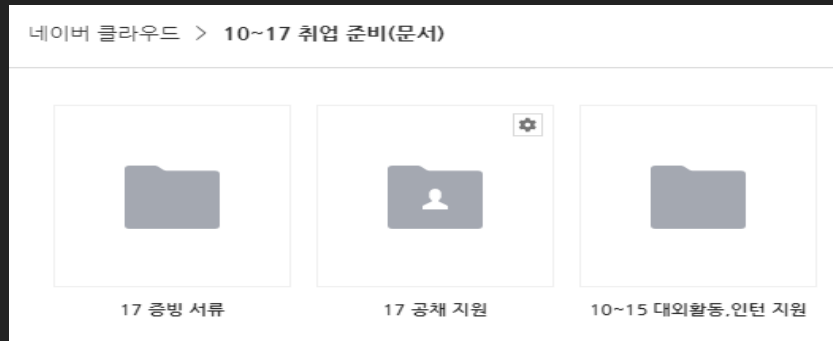 네이버 클라우드 > 10~17 취업 준비(문서)
17 증빙 서류
17 공채 지원
10~15 대외활동,인턴 지원